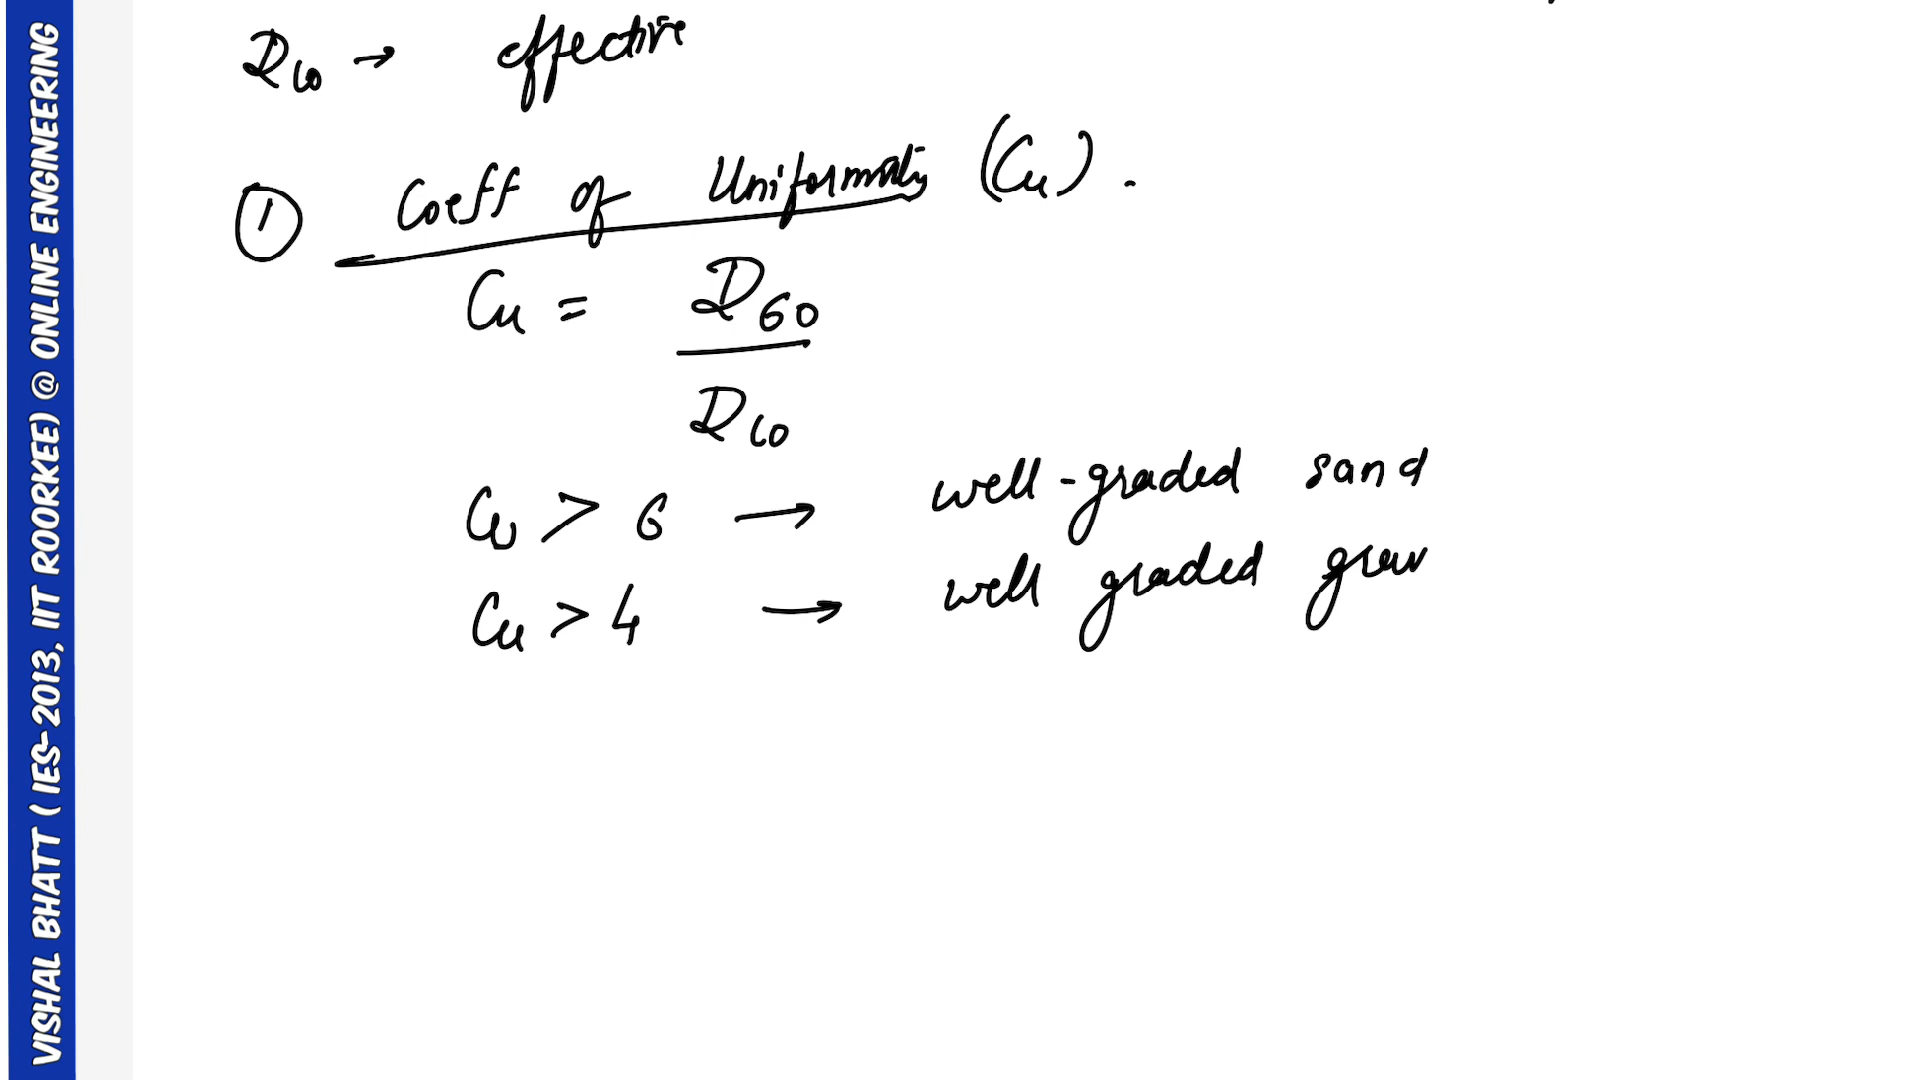 VISHAL BHATT ( IES-2013, IIT ROORKEE) @ ONLINE ENGINEERING
D10 → effective
① Coeff of Uniformity (Cu).
Cu = D60
D10
Cu > 6 → well-graded sand
Cu > 4 → well graded grav